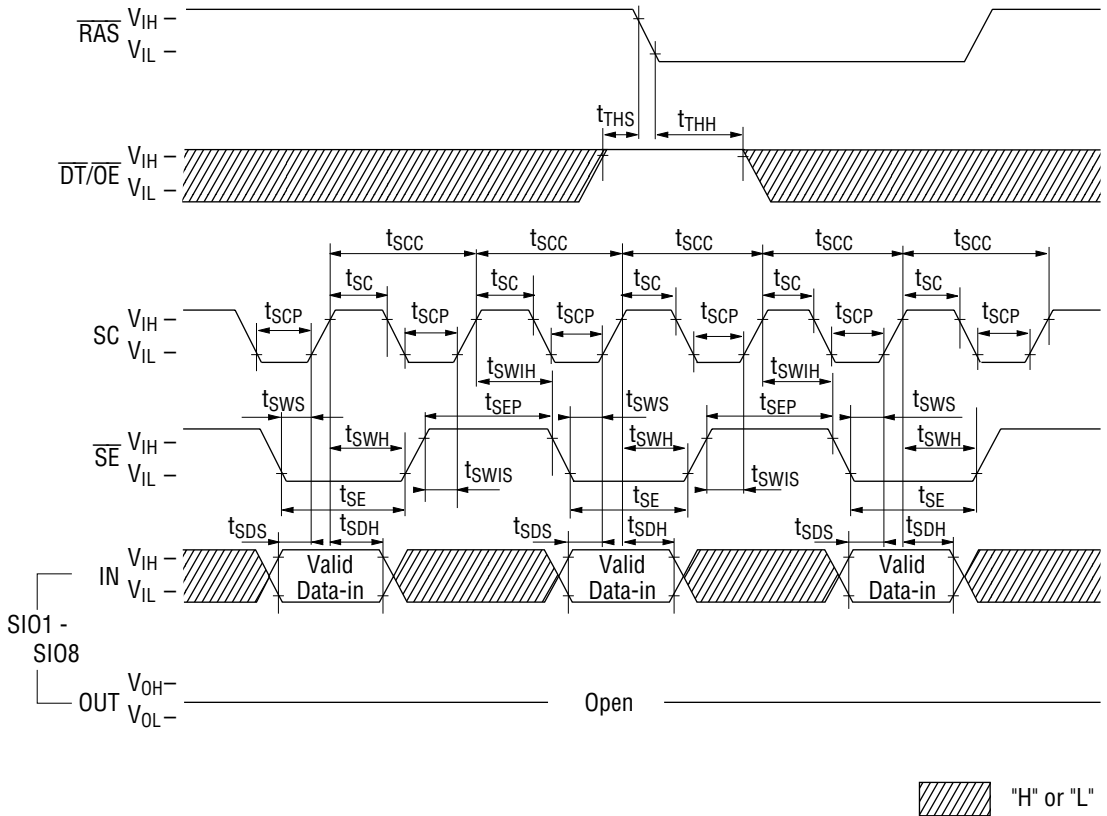 RAS VIH –
VIL –
tTHS tTHH
DT/OE VIH –
VIL –
tSCC tSCC tSCC tSCC tSCC
tSC tSC tSC tSC tSC
tSCP tSCP tSCP tSCP tSCP tSCP
SC VIH –
VIL –
tSWIH tSWIH
tSWS tSEP tSWS tSEP tSWS
SE VIH –
VIL –
tSWH tSWH tSWH
tSWIS tSWIS
tSE tSE tSE
tSDS tSDH tSDS tSDH tSDS tSDH
IN VIH –
VIL –
Valid Data-in
Valid Data-in
Valid Data-in
SIO1 -
SIO8
OUT VOH –
VOL –
Open
"H" or "L"